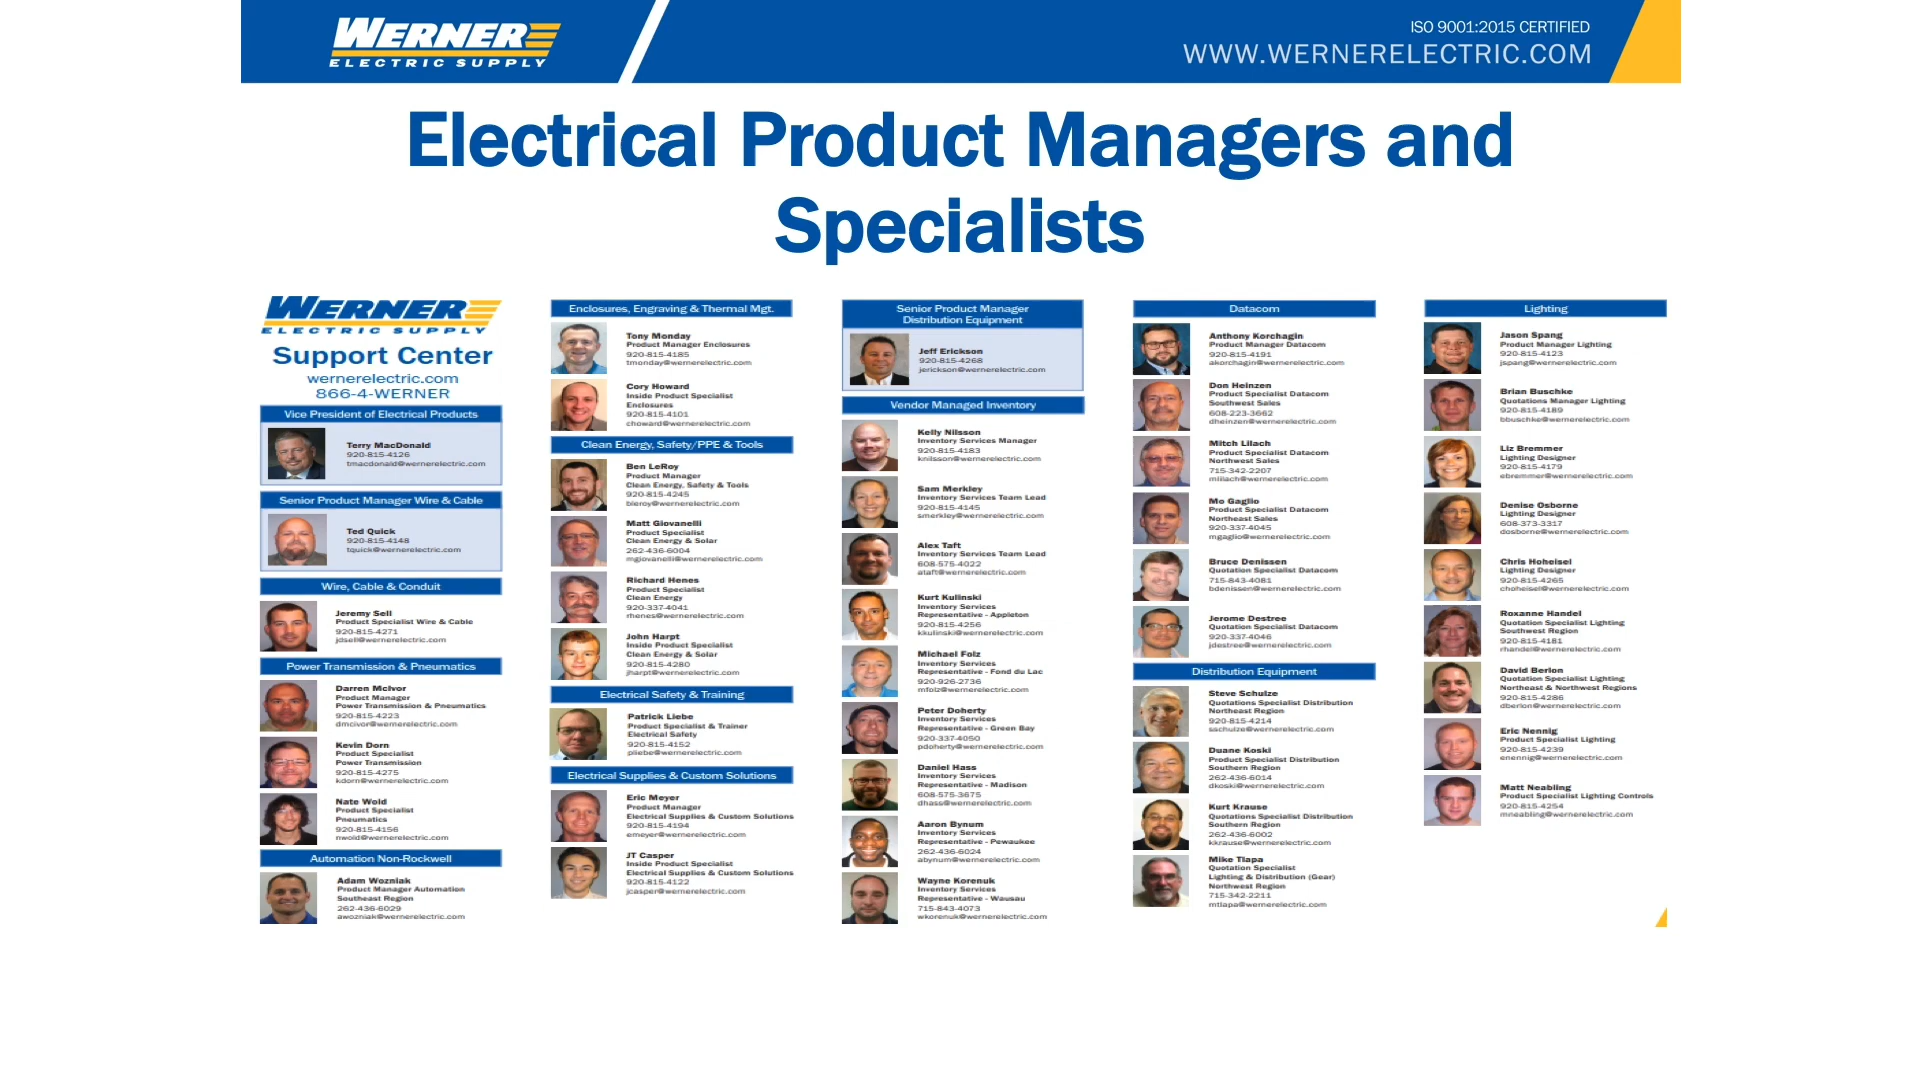 WERNER
ELECTRIC SUPPLY
ISO 9001:2015 CERTIFIED
WWW.WERNERELECTRIC.COM
Electrical Product Managers and
Specialists
WERNER
ELECTRIC SUPPLY
Support Center
wernerelectric.com
866-4-WERNER
Vice President of Electrical Products
Terry MacDonald
920-815-4126
tmacdonald@wernerelectric.com
Senior Product Manager Wire & Cable
Ted Quick
920-815-4148
tquick@wernerelectric.com
Wire, Cable & Conduit
Jeremy Sell
Product Specialist Wire & Cable
920-815-4271
jdsell@wernerelectric.com
Power Transmission & Pneumatics
Darren McIvor
Product Manager
Power Transmission & Pneumatics
920-815-4223
dmcivor@wernerelectric.com
Kevin Dorn
Product Specialist
Power Transmission
920-815-4275
kdorn@wernerelectric.com
Nate Wold
Product Specialist
Pneumatics
920-815-4156
nwold@wernerelectric.com
Automation Non-Rockwell
Adam Wozniak
Product Manager Automation
Southeast Region
262-436-6029
awozniak@wernerelectric.com
Enclosures, Engraving & Thermal Mgt.
Tony Monday
Product Manager Enclosures
920-815-4185
tmonday@wernerelectric.com
Cory Howard
Inside Product Specialist
Enclosures
920-815-4101
choward@wernerelectric.com
Clean Energy, Safety/PPE & Tools
Ben LeRoy
Product Manager
Clean Energy, Safety & Tools
920-815-4245
bleroy@wernerelectric.com
Matt Giovanelli
Product Specialist
Clean Energy & Solar
262-436-6004
mgiovanelli@wernerelectric.com
Richard Henes
Product Specialist
Clean Energy
920-337-4041
rhenes@wernerelectric.com
John Harpt
Inside Product Specialist
Clean Energy & Solar
920-815-4280
jharpt@wernerelectric.com
Electrical Safety & Training
Patrick Liebe
Product Specialist & Trainer
Electrical Safety
920-815-4152
pliebe@wernerelectric.com
Electrical Supplies & Custom Solutions
Eric Meyer
Product Manager
Electrical Supplies & Custom Solutions
920-815-4194
emeyer@wernerelectric.com
JT Casper
Inside Product Specialist
Electrical Supplies & Custom Solutions
920-815-4122
jcasper@wernerelectric.com
Senior Product Manager
Distribution Equipment
Jeff Erickson
920-815-4268
jerickson@wernerelectric.com
Vendor Managed Inventory
Kelly Nilsson
Inventory Services Manager
920-815-4183
knilsson@wernerelectric.com
Sam Merkley
Inventory Services Team Lead
920-815-4145
smerkley@wernerelectric.com
Alex Taft
Inventory Services Team Lead
608-575-4022
ataft@wernerelectric.com
Kurt Kulinski
Inventory Services
Representative - Appleton
920-815-4256
kkulinski@wernerelectric.com
Michael Folz
Inventory Services
Representative - Fond du Lac
920-926-2736
mfolz@wernerelectric.com
Peter Doherty
Inventory Services
Representative - Green Bay
920-337-4050
pdoherty@wernerelectric.com
Daniel Hass
Inventory Services
Representative - Madison
608-575-3675
dhass@wernerelectric.com
Aaron Bynum
Inventory Services
Representative - Pewaukee
262-436-6024
abynum@wernerelectric.com
Wayne Korenuk
Inventory Services
Representative - Wausau
715-843-4073
wkorenuk@wernerelectric.com
Datacom
Anthony Korchagin
Product Manager Datacom
920-815-4191
akorchagin@wernerelectric.com
Don Heinzen
Product Specialist Datacom
Southwest Sales
608-223-3662
dheinzen@wernerelectric.com
Mitch Lilach
Product Specialist Datacom
Northwest Sales
715-342-2207
mlilach@wernerelectric.com
Mo Gaglio
Product Specialist Datacom
Northeast Sales
920-337-4045
mgaglio@wernerelectric.com
Bruce Denissen
Quotation Specialist Datacom
715-843-4081
bdenissen@wernerelectric.com
Jerome Destree
Quotation Specialist Datacom
920-337-4046
jdestree@wernerelectric.com
Distribution Equipment
Steve Schulze
Quotations Specialist Distribution
Northeast Region
920-815-4214
sschulze@wernerelectric.com
Duane Koski
Product Specialist Distribution
Southern Region
262-436-6014
dkoski@wernerelectric.com
Kurt Krause
Quotations Specialist Distribution
Southern Region
262-436-6002
kkrause@wernerelectric.com
Mike Tlapa
Quotation Specialist
Lighting & Distribution (Gear)
Northwest Region
715-342-2211
mtlapa@wernerelectric.com
Lighting
Jason Spang
Product Manager Lighting
920-815-4123
jspang@wernerelectric.com
Brian Buschke
Quotations Manager Lighting
920-815-4189
bbuschke@wernerelectric.com
Liz Bremmer
Lighting Designer
920-815-4179
ebremmer@wernerelectric.com
Denise Osborne
Lighting Designer
608-373-3317
dosborne@wernerelectric.com
Chris Hoheisel
Lighting Designer
920-815-4265
choheisel@wernerelectric.com
Roxanne Handel
Quotation Specialist Lighting
Southwest Region
920-815-4181
rhandel@wernerelectric.com
David Berlon
Quotation Specialist Lighting
Northeast & Northwest Regions
920-815-4286
dberlon@wernerelectric.com
Eric Nennig
Product Specialist Lighting
920-815-4239
enennig@wernerelectric.com
Matt Neabling
Product Specialist Lighting Controls
920-815-4254
mneabling@wernerelectric.com